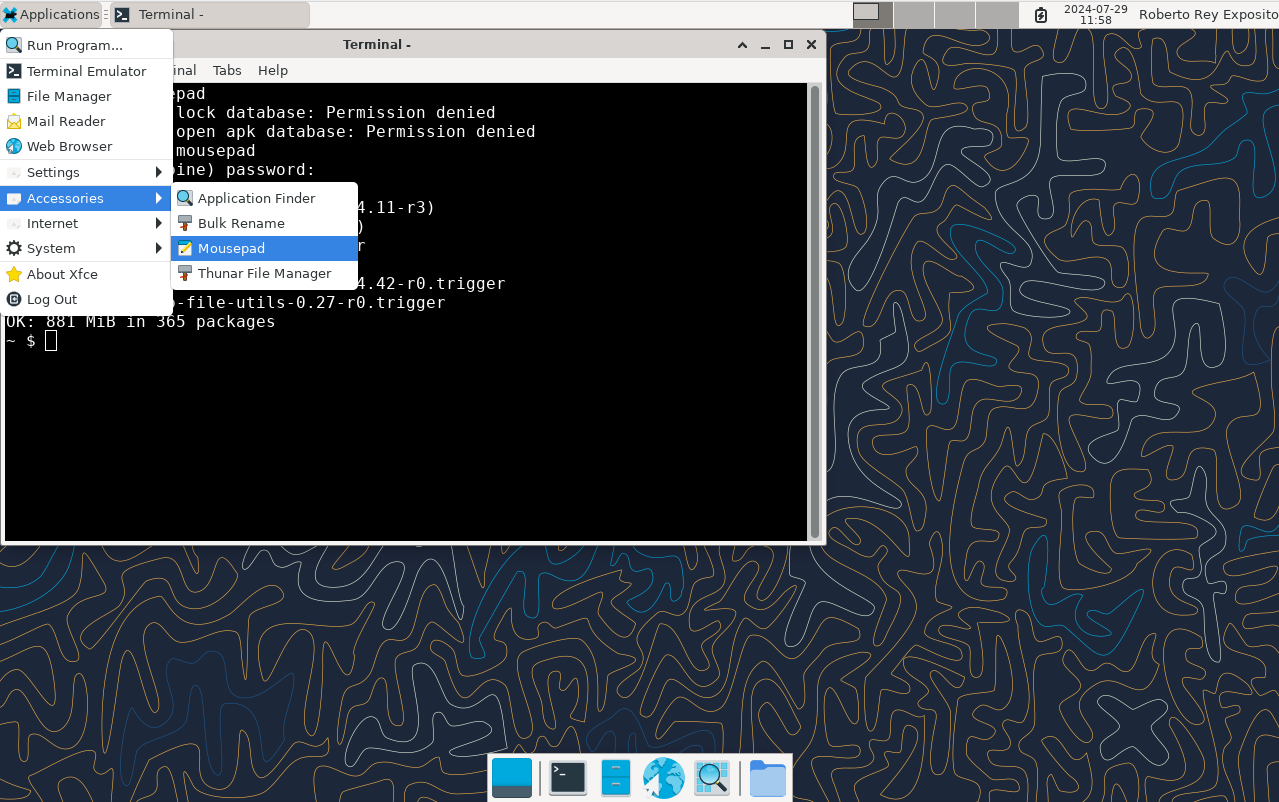 Applications
Terminal -
2024-07-29
11:58
Roberto Rey Exposito
Terminal -
Tabs
Help
Run Program...
Terminal Emulator
File Manager
Mail Reader
Web Browser
Settings
Accessories
Internet
System
About Xfce
Log Out
Application Finder
Bulk Rename
Mousepad
Thunar File Manager
lock database: Permission denied
open apk database: Permission denied
mousepad
password:
4.11-r3)
4.42-r0.trigger
-file-utils-0.27-r0.trigger
OK: 881 MiB in 365 packages
~ $